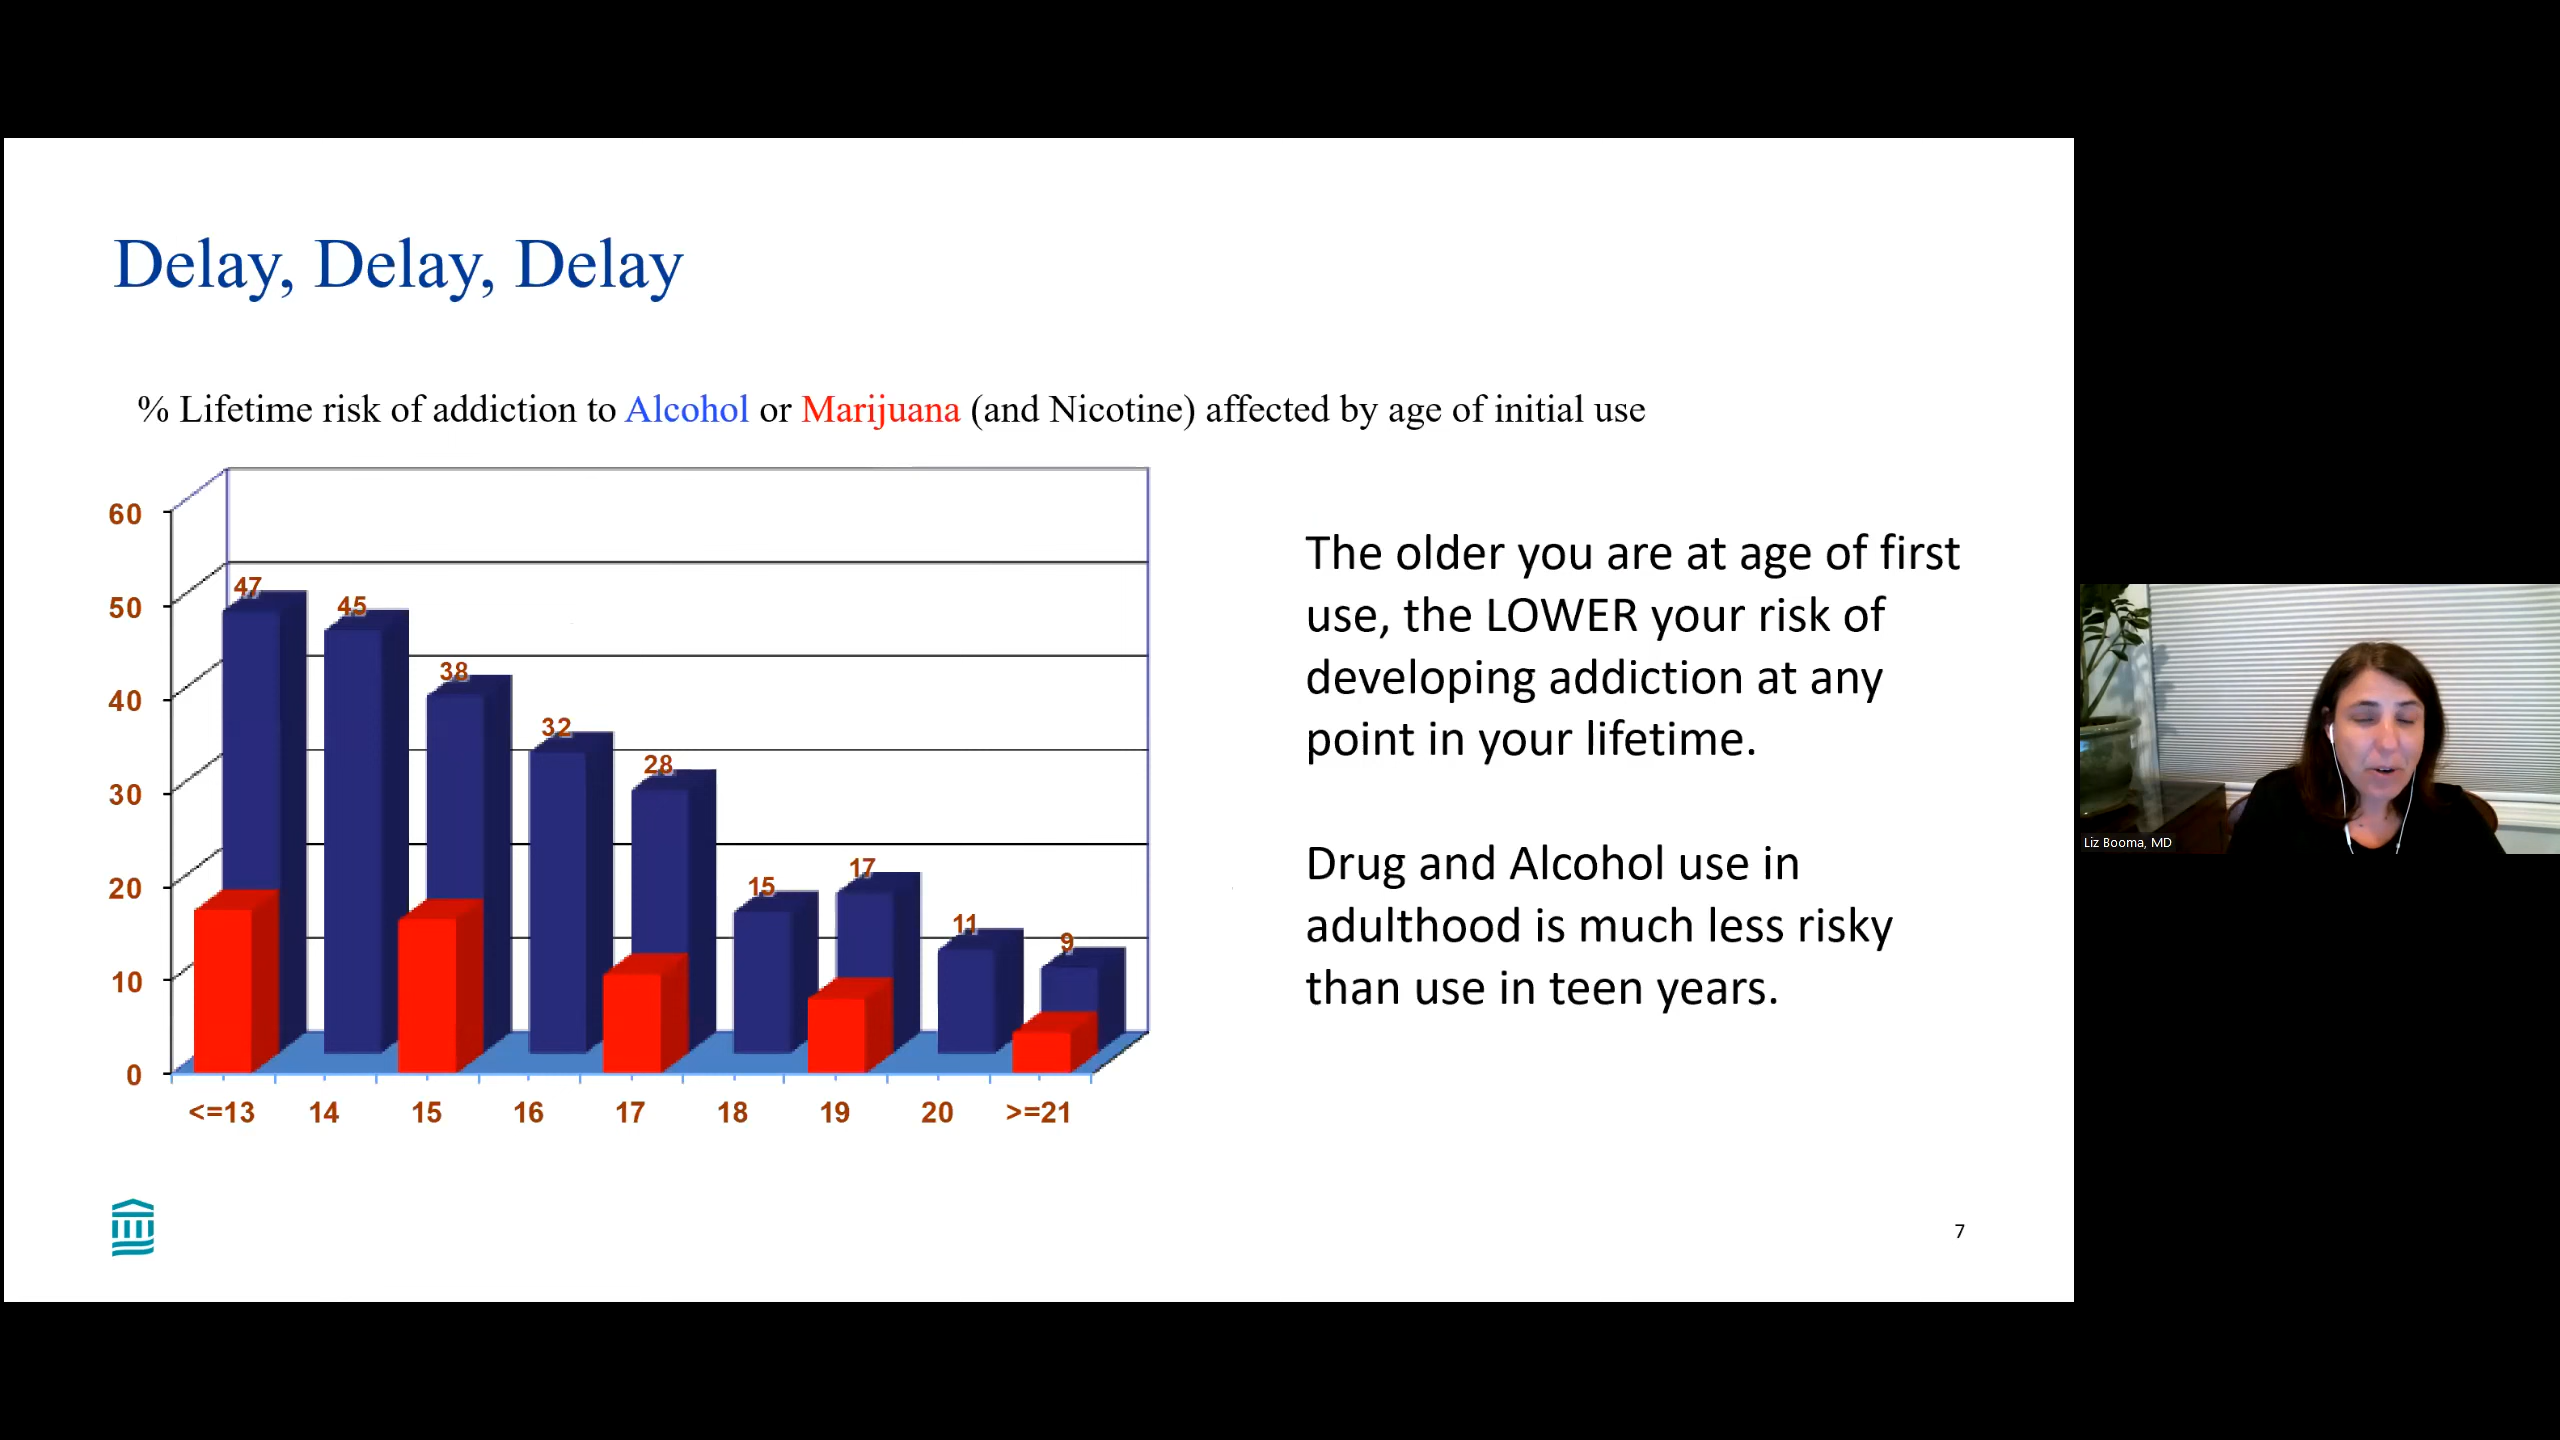 Delay, Delay, Delay
% Lifetime risk of addiction to Alcohol or Marijuana (and Nicotine) affected by age of initial use
60
50
40
30
20
10
0
47
45
38
32
28
15
17
11
9
<=13
14
15
16
17
18
19
20
>=21
The older you are at age of first
use, the LOWER your risk of
developing addiction at any
point in your lifetime.
Drug and Alcohol use in
adulthood is much less risky
than use in teen years.
7
Liz Booma, MD